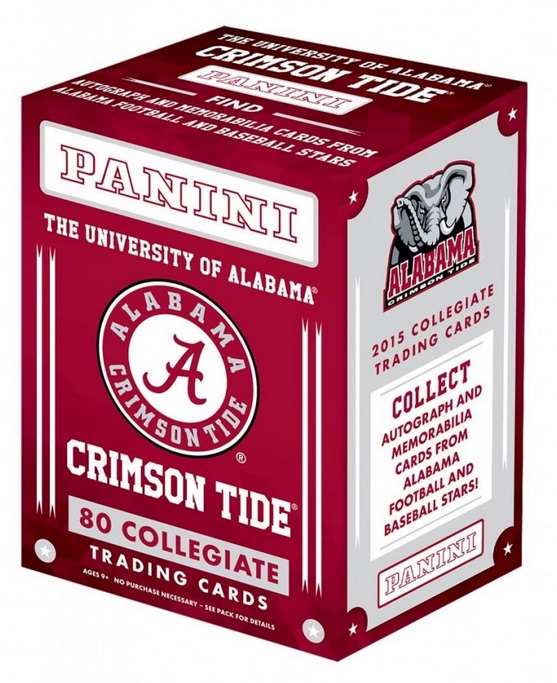 THE UNIVERSITY OF ALABAMA®
CRIMSON TIDE®
PANINI
FIND
AUTOGRAPH AND MEMORABILIA CARDS FROM
ALABAMA FOOTBALL AND BASEBALL STARS
PANINI
THE UNIVERSITY OF ALABAMA®
ALABAMA
A
CRIMSON TIDE
®
CRIMSON TIDE®
80 COLLEGIATE
TRADING CARDS
AGES 9+ NO PURCHASE NECESSARY – SEE PACK FOR DETAILS
ALABAMA
CRIMSON TIDE
2015 COLLEGIATE
TRADING CARDS
COLLECT
AUTOGRAPH AND
MEMORABILIA
CARDS FROM
ALABAMA
FOOTBALL AND
BASEBALL STARS!
PANINI